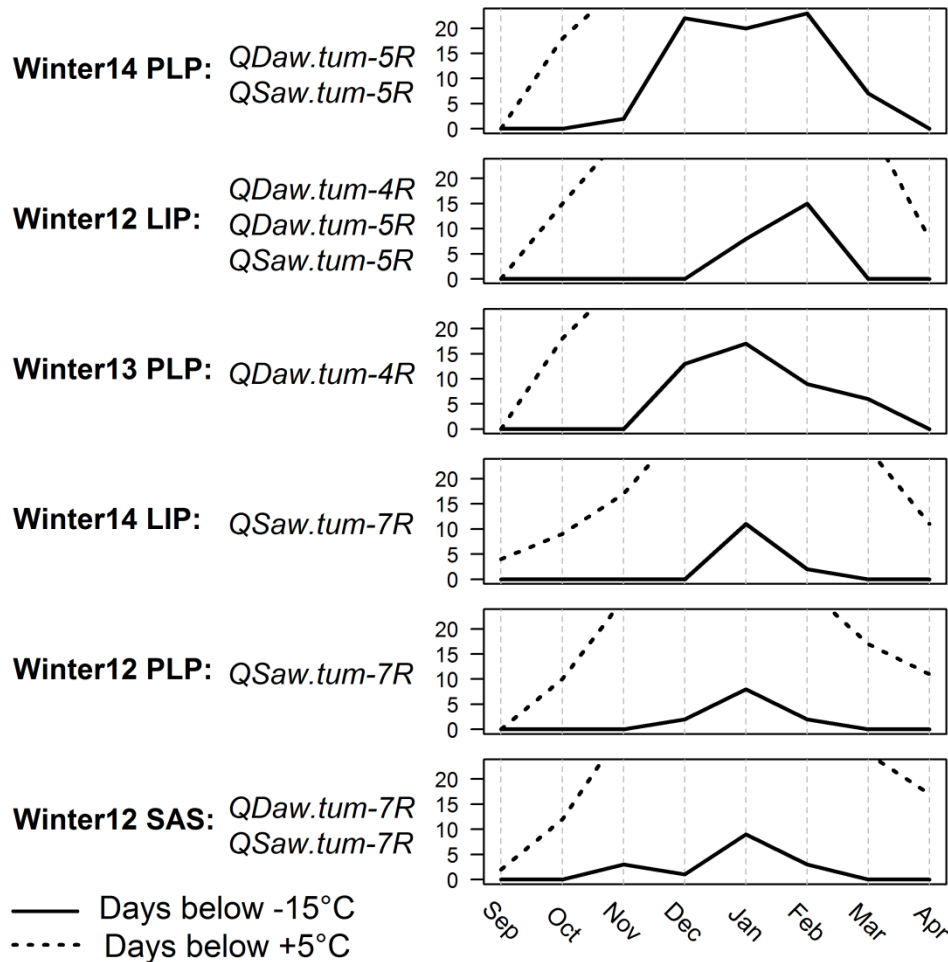 Winter14 PLP: QDaw.tum-5R
QSaw.tum-5R
20
15
10
5
0
Winter12 LIP: QDaw.tum-4R
QDaw.tum-5R
QSaw.tum-5R
20
15
10
5
0
Winter13 PLP: QDaw.tum-4R
20
15
10
5
0
Winter14 LIP: QSaw.tum-7R
20
15
10
5
0
Winter12 PLP: QSaw.tum-7R
20
15
10
5
0
Winter12 SAS: QDaw.tum-7R
QSaw.tum-7R
20
15
10
5
0
Sep Oct Nov Dec Jan Feb Mar Apr
Days below -15°C
Days below +5°C